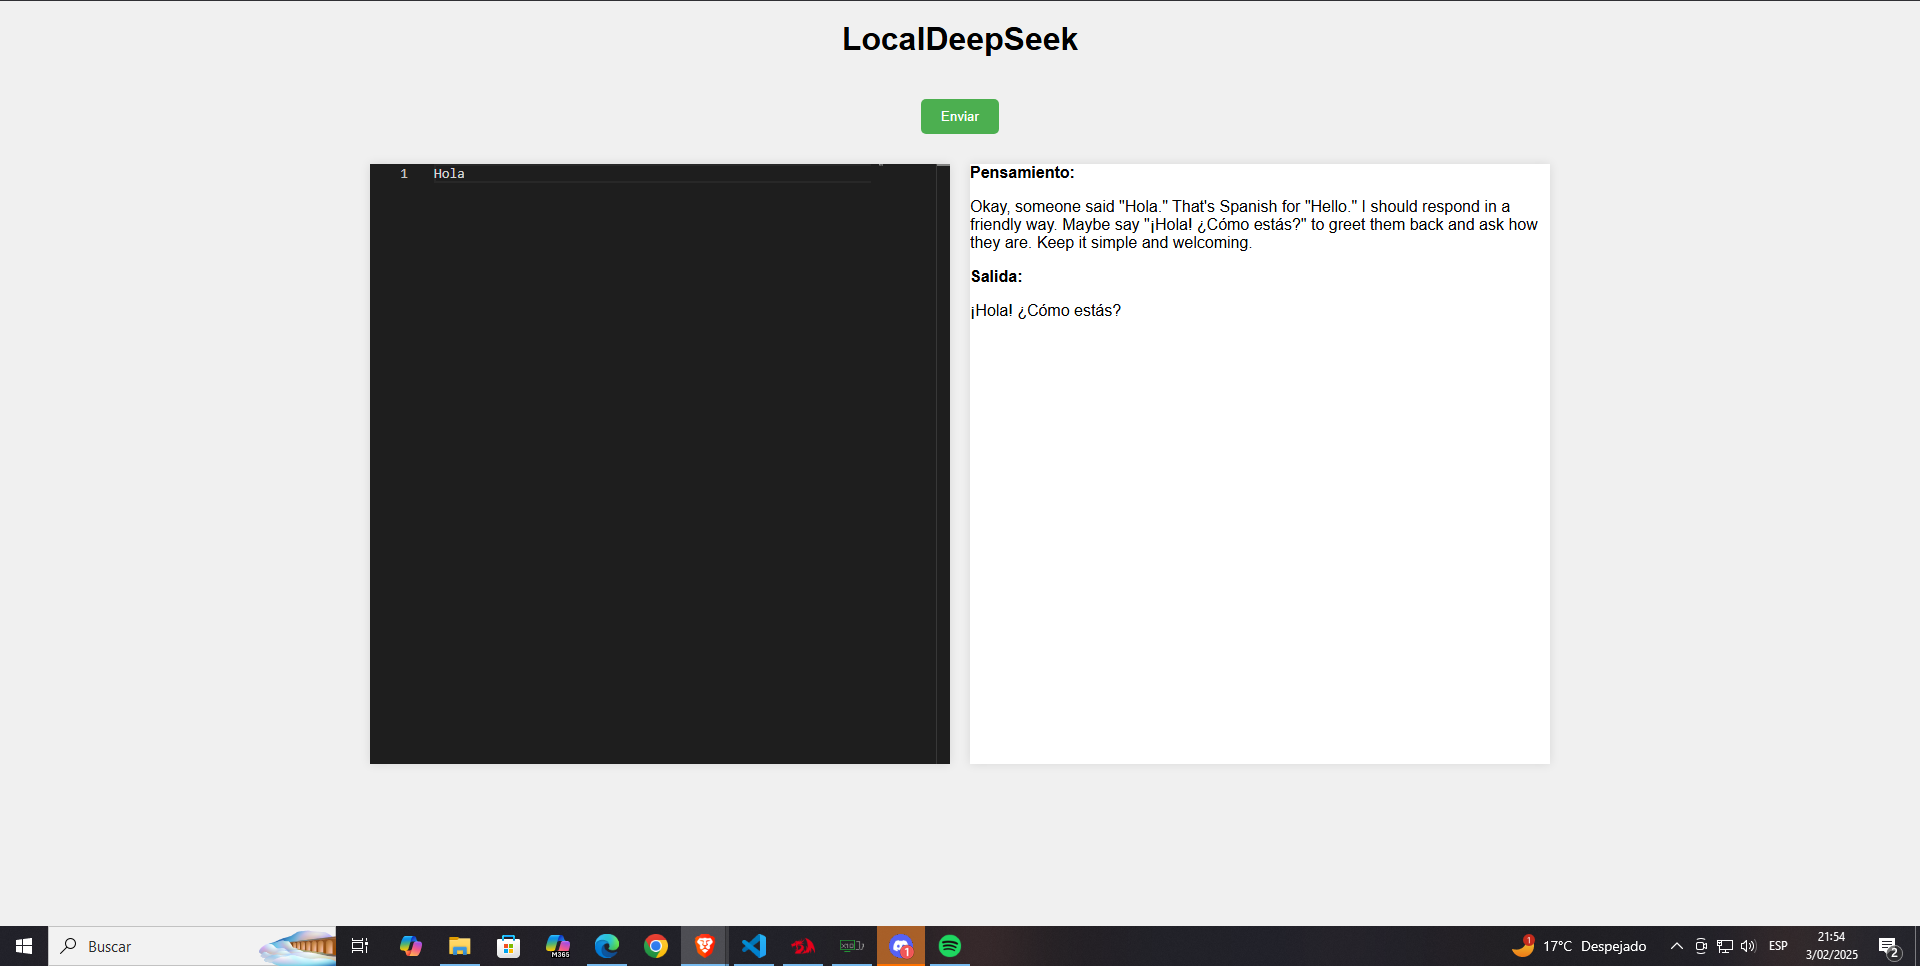 LocalDeepSeek
Enviar
1 Hola
Pensamiento:
Okay, someone said "Hola." That's Spanish for "Hello." I should respond in a
friendly way. Maybe say "¡Hola! ¿Cómo estás?" to greet them back and ask how
they are. Keep it simple and welcoming.
Salida:
¡Hola! ¿Cómo estás?
Buscar
M365
1
1
17°C Despejado
ESP
21:54
3/02/2025
2